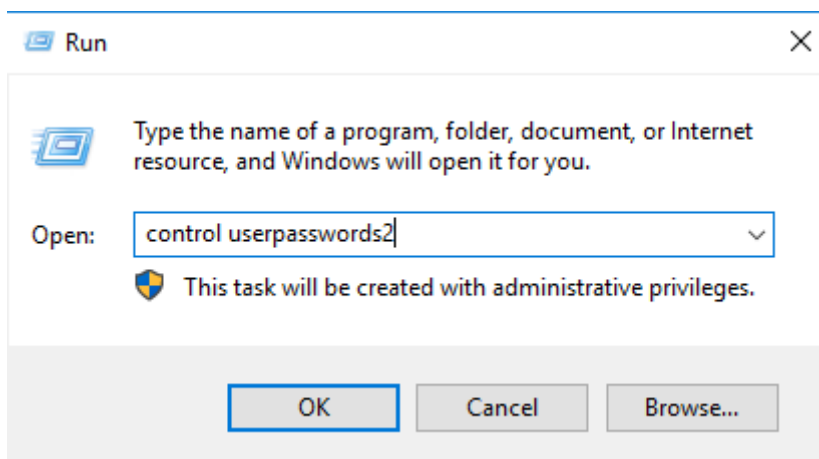 Run
Type the name of a program, folder, document, or Internet
resource, and Windows will open it for you.
Open: control userpasswords2
This task will be created with administrative privileges.
OK Cancel Browse...